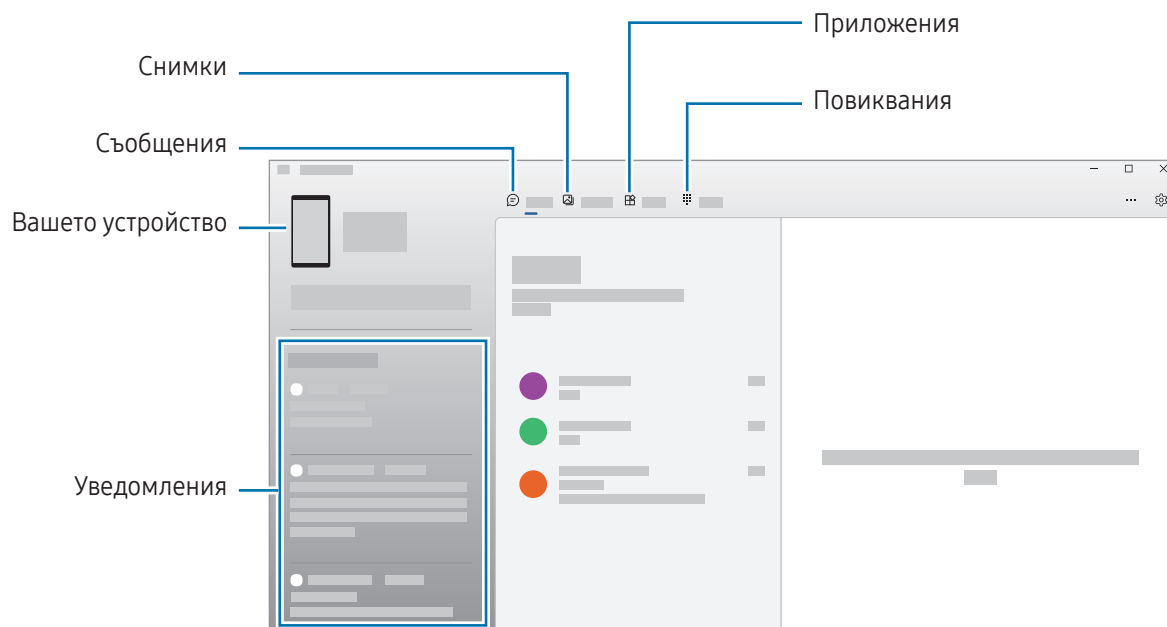 Приложения
Снимки
Повиквания
Съобщения
Вашето устройство
Уведомления